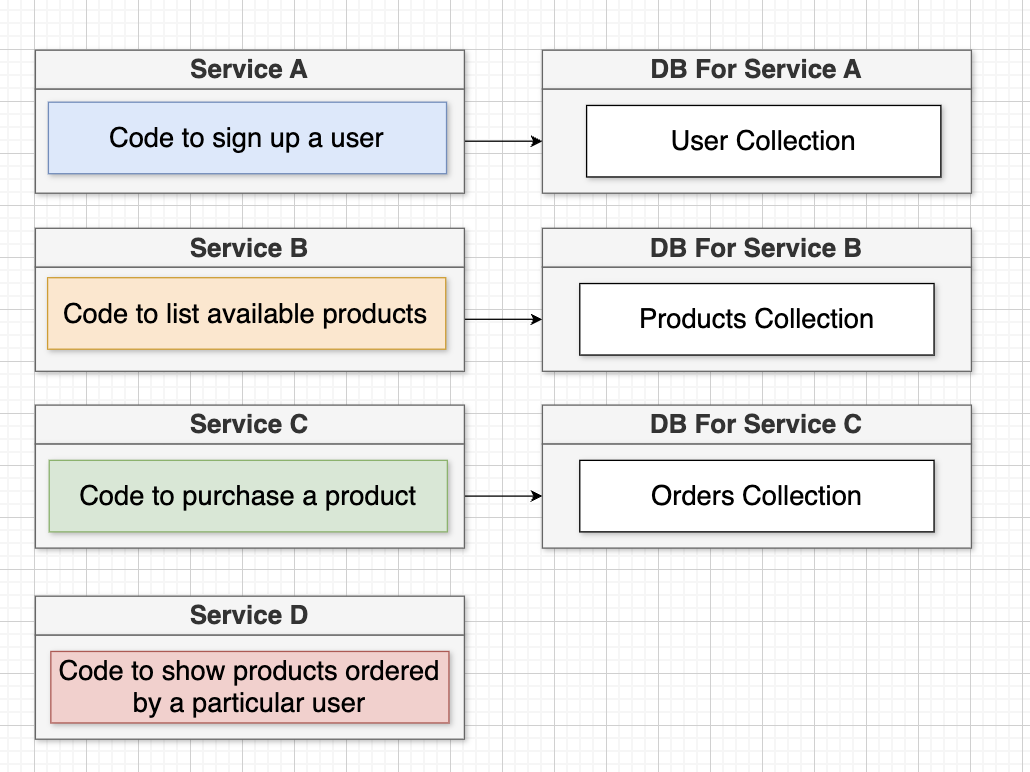 Service A
DB For Service A
Code to sign up a user
User Collection
Service B
DB For Service B
Code to list available products
Products Collection
Service C
DB For Service C
Code to purchase a product
Orders Collection
Service D
Code to show products ordered
by a particular user